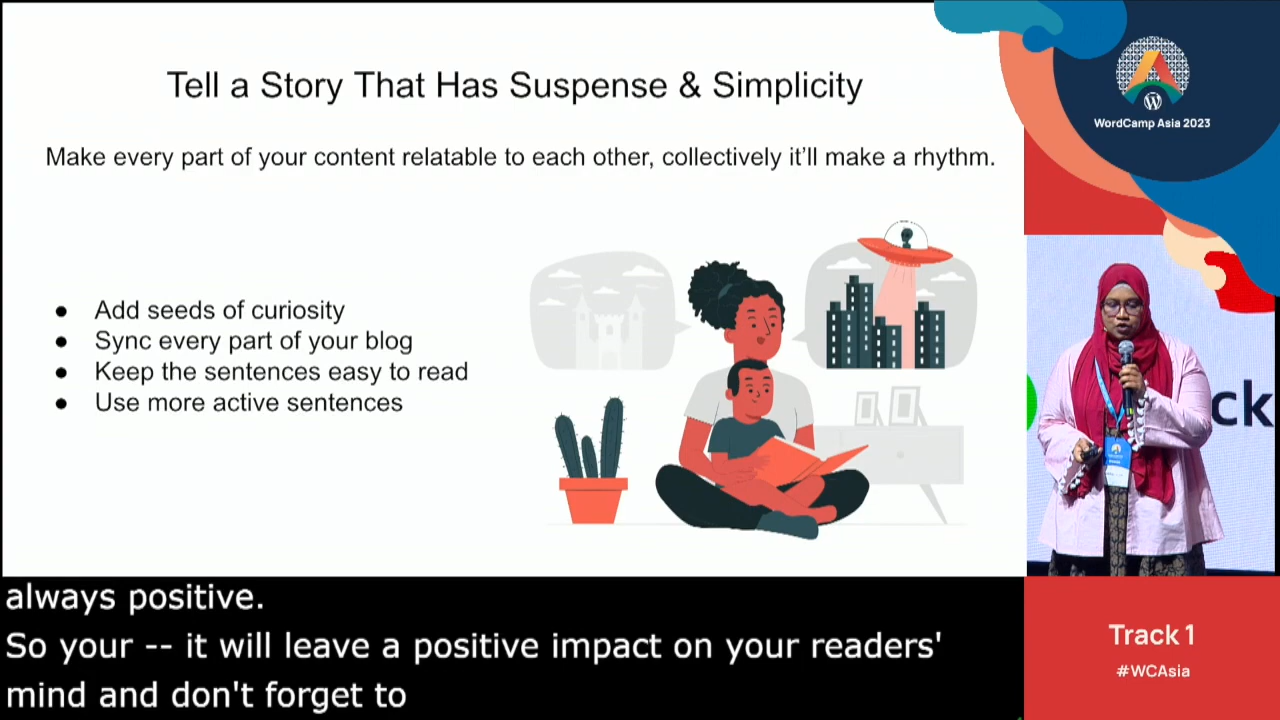 Tell a Story That Has Suspense & Simplicity
Make every part of your content relatable to each other, collectively it’ll make a rhythm.
● Add seeds of curiosity
● Sync every part of your blog
● Keep the sentences easy to read
● Use more active sentences
WordCamp Asia 2023
ck
always positive.
So your -- it will leave a positive impact on your readers'
mind and don't forget to
Track 1
#WCAsia